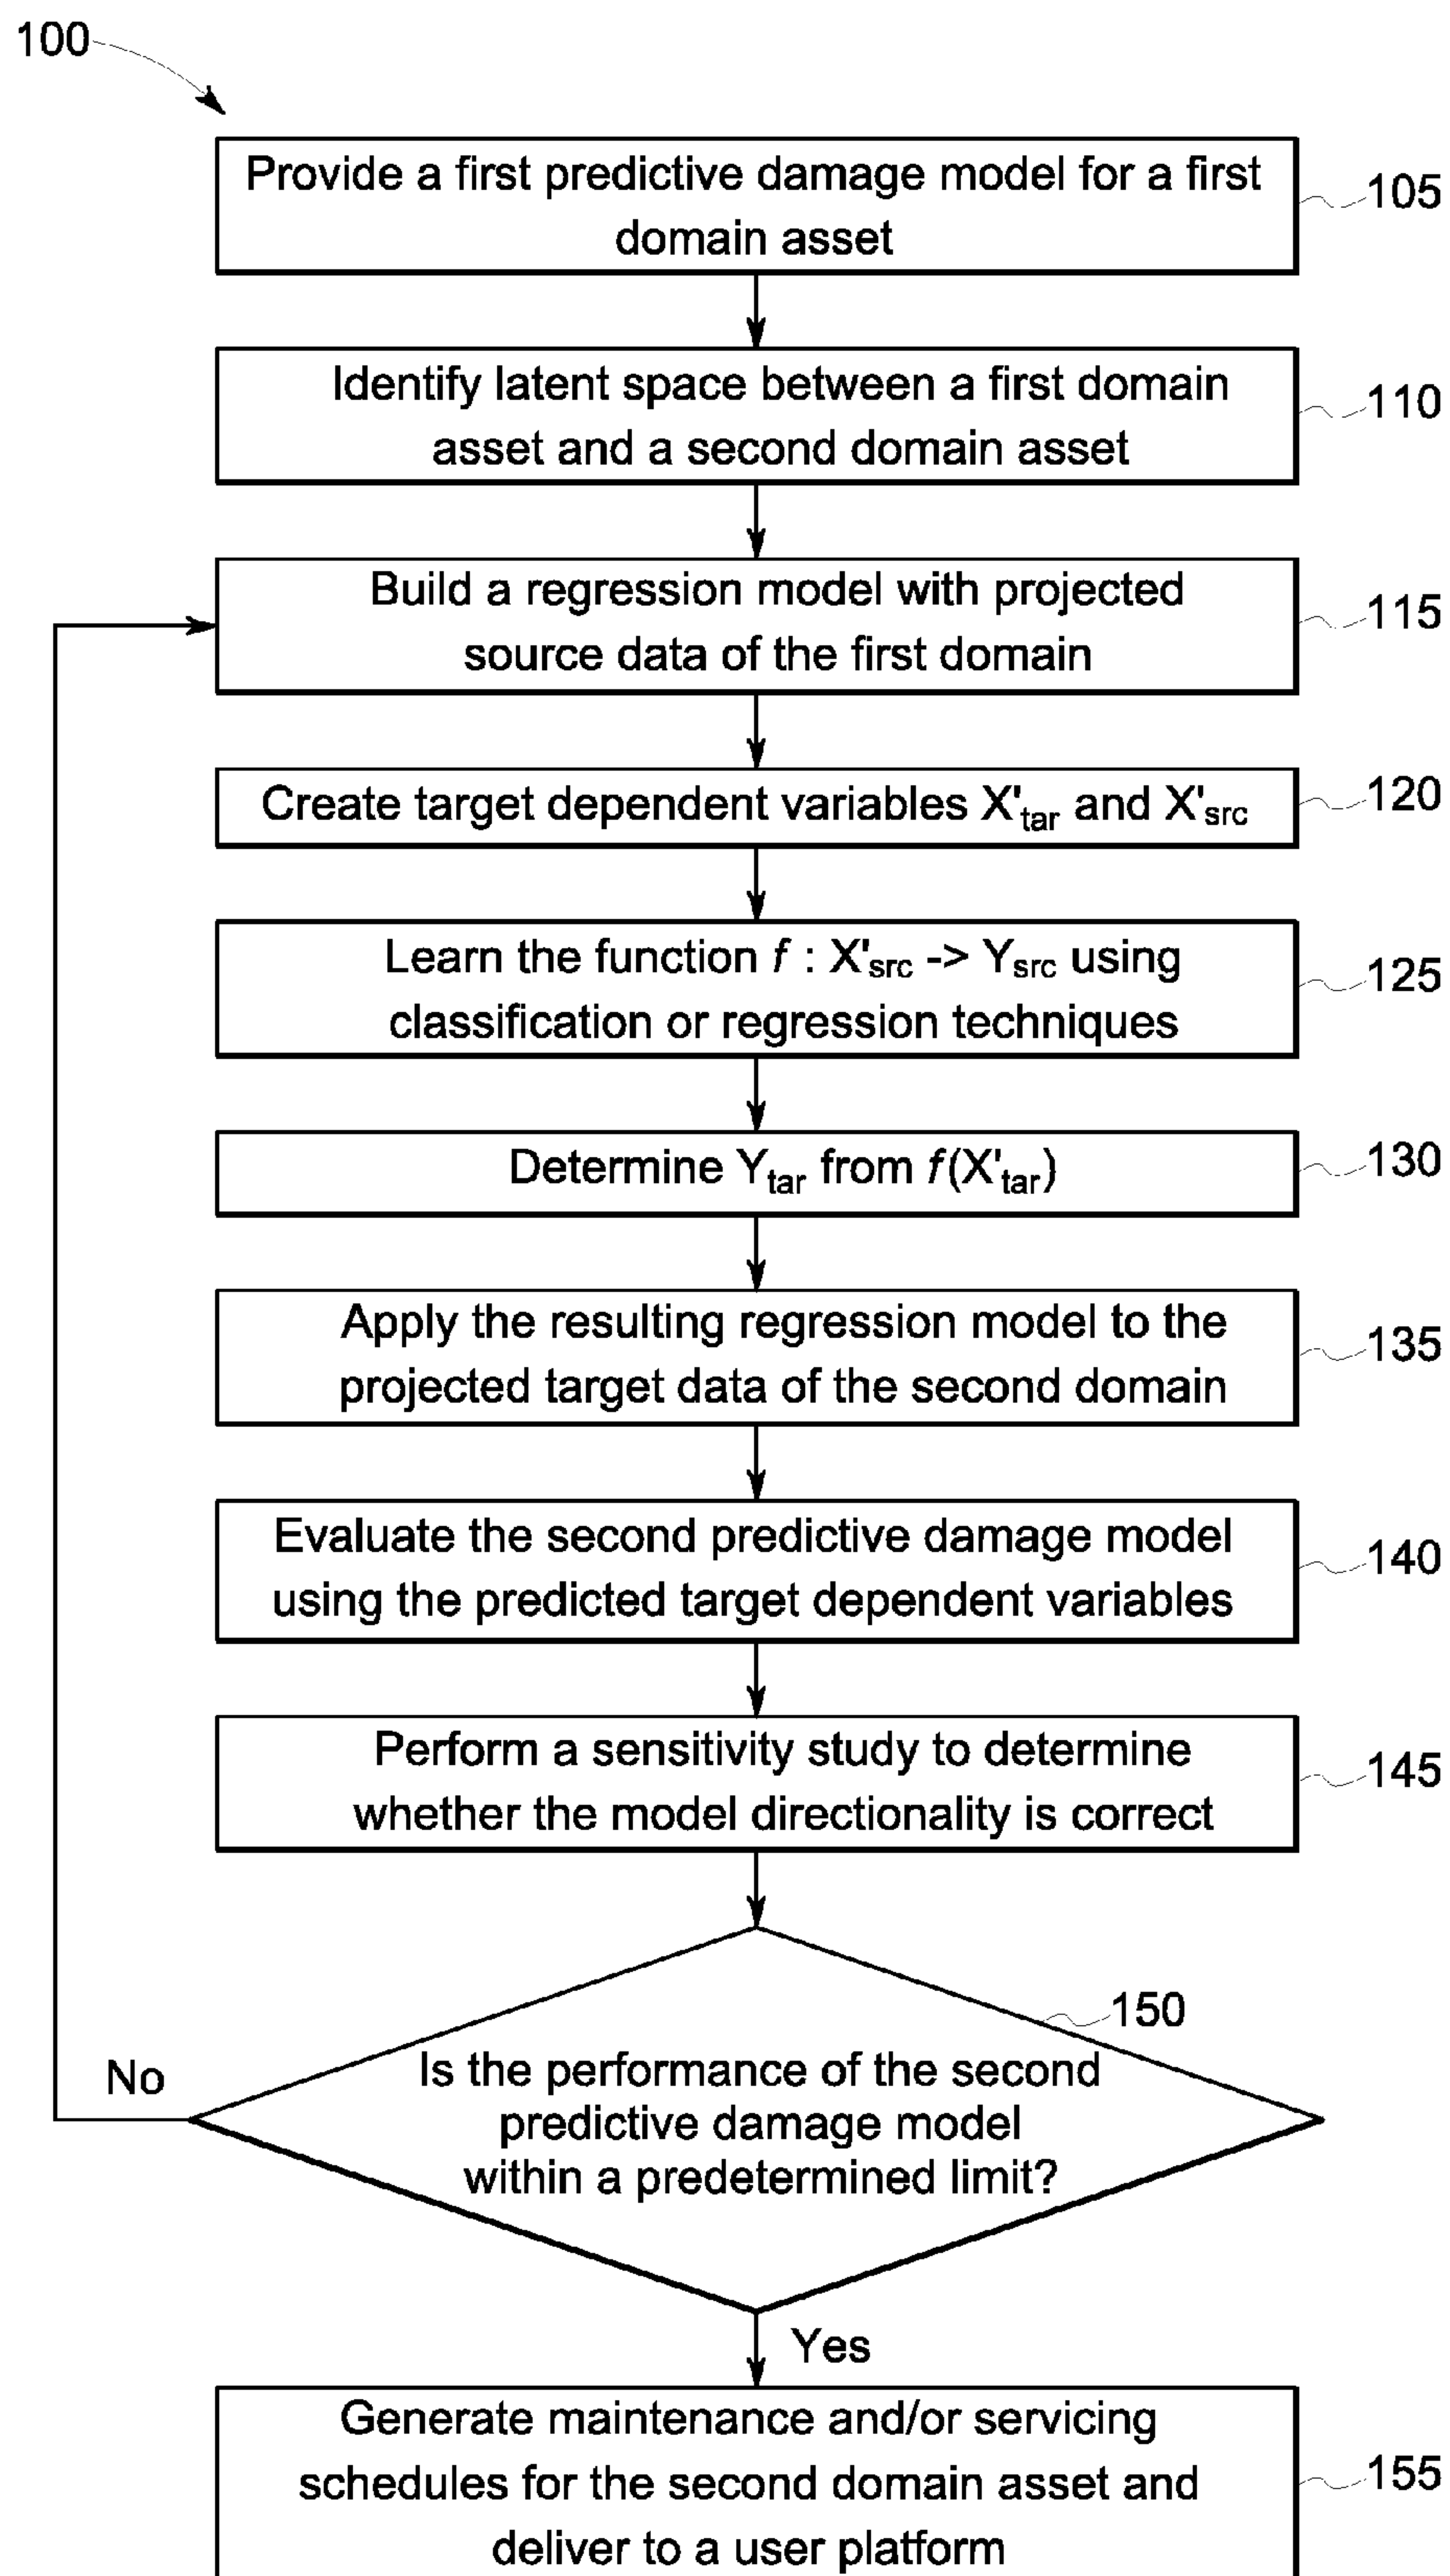 100
Provide a first predictive damage model for a first
domain asset
105
Identify latent space between a first domain
asset and a second domain asset
110
Build a regression model with projected
source data of the first domain
115
Create target dependent variables X'tar and X'src
120
Learn the function f : X'src -> Ysrc using
classification or regression techniques
125
Determine Ytar from f(X'tar)
130
Apply the resulting regression model to the
projected target data of the second domain
135
Evaluate the second predictive damage model
using the predicted target dependent variables
140
Perform a sensitivity study to determine
whether the model directionality is correct
145
150
Is the performance of the second
predictive damage model
within a predetermined limit?
No
Yes
Generate maintenance and/or servicing
schedules for the second domain asset and
deliver to a user platform
155